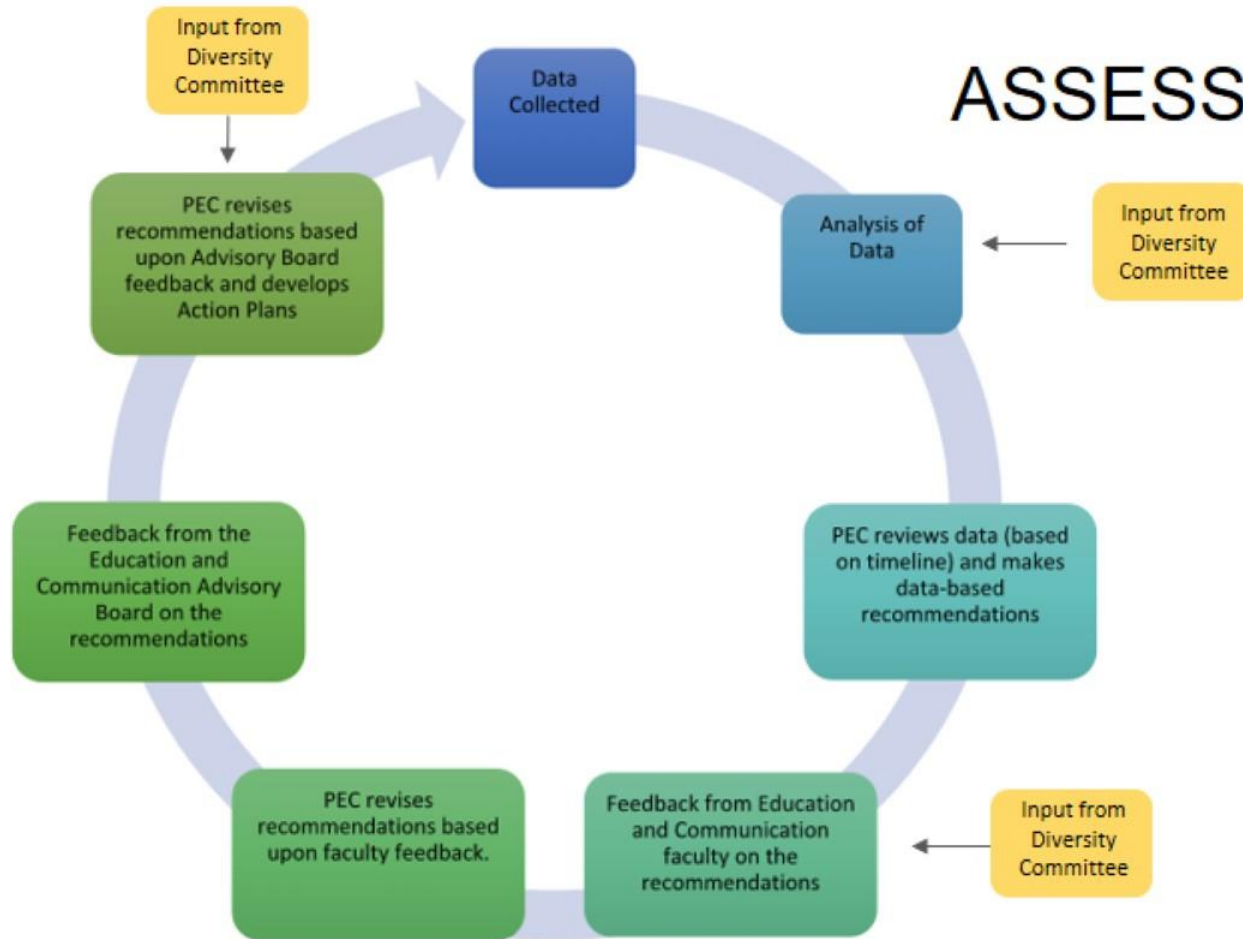 Input from
Diversity
Committee
Data
Collected
ASSESS
PEC revises
recommendations based
upon Advisory Board
feedback and develops
Action Plans
Analysis of
Data
Input from
Diversity
Committee
Feedback from the
Education and
Communication Advisory
Board on the
recommendations
PEC reviews data (based
on timeline) and makes
data-based
recommendations
PEC revises
recommendations based
upon faculty feedback.
Feedback from Education
and Communication
faculty on the
recommendations
Input from
Diversity
Committee